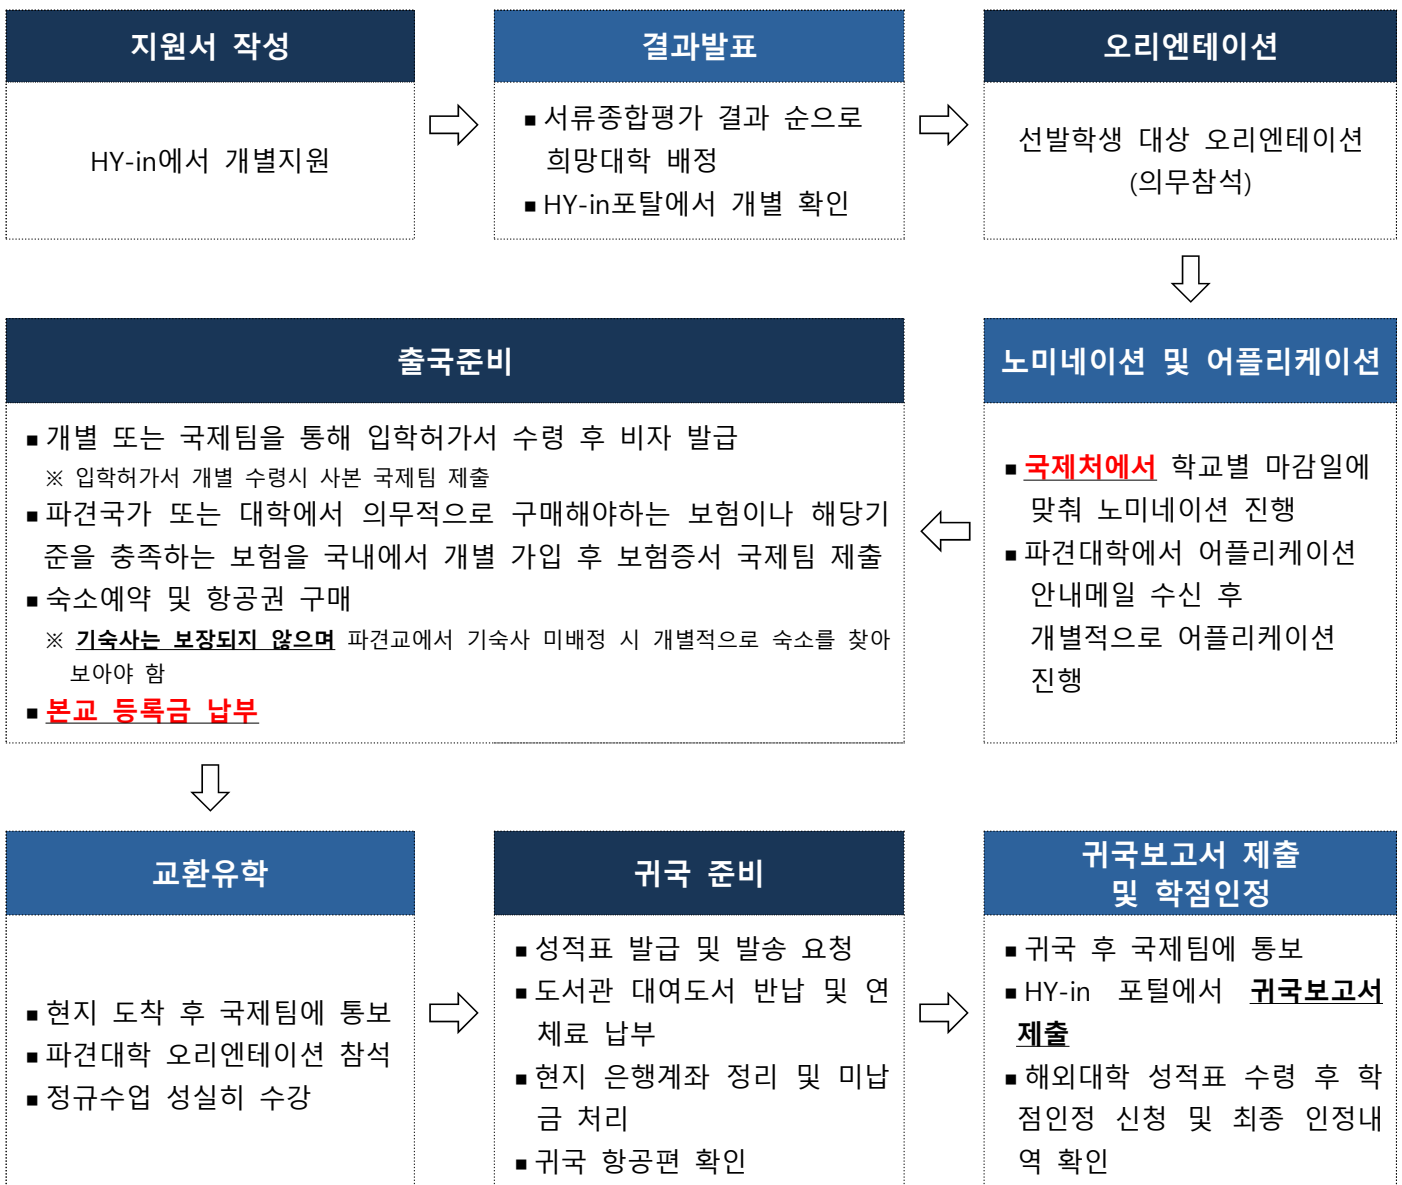 지원서 작성
HY-in에서 개별지원
결과발표
▪ 서류종합평가 결과 순으로
희망대학 배정
▪ HY-in포탈에서 개별 확인
오리엔테이션
선발학생 대상 오리엔테이션
(의무참석)
노미네이션 및 어플리케이션
▪ 국제처에서 학교별 마감일에
맞춰 노미네이션 진행
▪ 파견대학에서 어플리케이션
안내메일 수신 후
개별적으로 어플리케이션
진행
출국준비
▪ 개별 또는 국제팀을 통해 입학허가서 수령 후 비자 발급
※ 입학허가서 개별 수령시 사본 국제팀 제출
▪ 파견국가 또는 대학에서 의무적으로 구매해야하는 보험이나 해당기
준을 충족하는 보험을 국내에서 개별 가입 후 보험증서 국제팀 제출
▪ 숙소예약 및 항공권 구매
※ 기숙사는 보장되지 않으며 파견교에서 기숙사 미배정 시 개별적으로 숙소를 찾아
보아야 함
▪ 본교 등록금 납부
교환유학
▪ 현지 도착 후 국제팀에 통보
▪ 파견대학 오리엔테이션 참석
▪ 정규수업 성실히 수강
귀국 준비
▪ 성적표 발급 및 발송 요청
▪ 도서관 대여도서 반납 및 연
체료 납부
▪ 현지 은행계좌 정리 및 미납
금 처리
▪ 귀국 항공편 확인
귀국보고서 제출
및 학점인정
▪ 귀국 후 국제팀에 통보
▪ HY-in 포털에서 귀국보고서
제출
▪ 해외대학 성적표 수령 후 학
점인정 신청 및 최종 인정내
역 확인